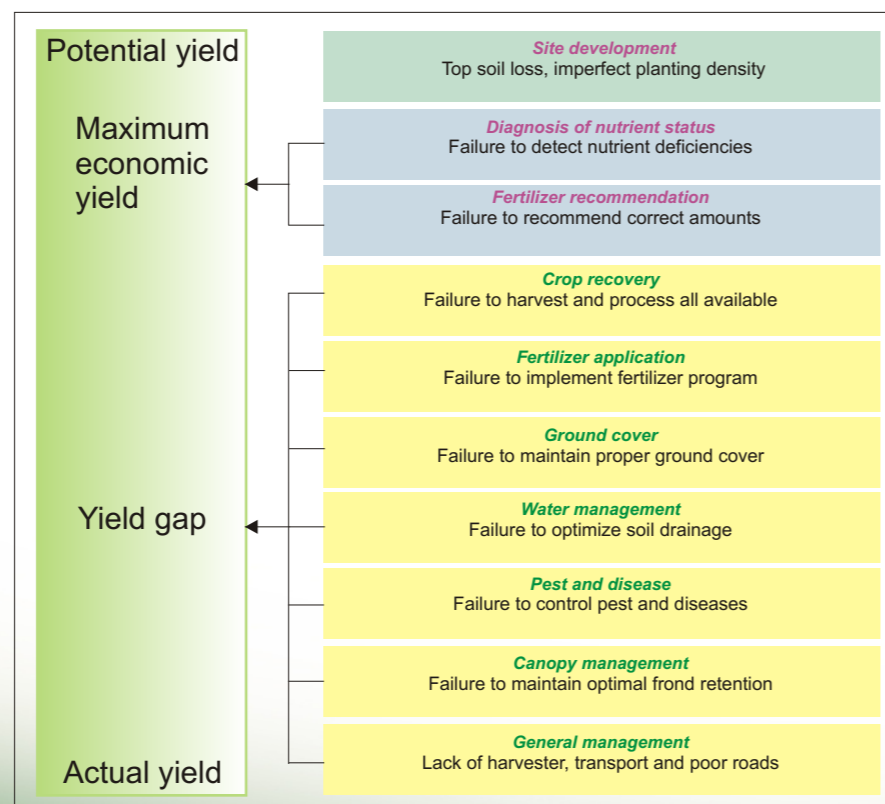 Potential yield
Maximum
economic
yield
Yield gap
Actual yield
Site development
Top soil loss, imperfect planting density
Diagnosis of nutrient status
Failure to detect nutrient deficiencies
Fertilizer recommendation
Failure to recommend correct amounts
Crop recovery
Failure to harvest and process all available
Fertilizer application
Failure to implement fertilizer program
Ground cover
Failure to maintain proper ground cover
Water management
Failure to optimize soil drainage
Pest and disease
Failure to control pest and diseases
Canopy management
Failure to maintain optimal frond retention
General management
Lack of harvester, transport and poor roads